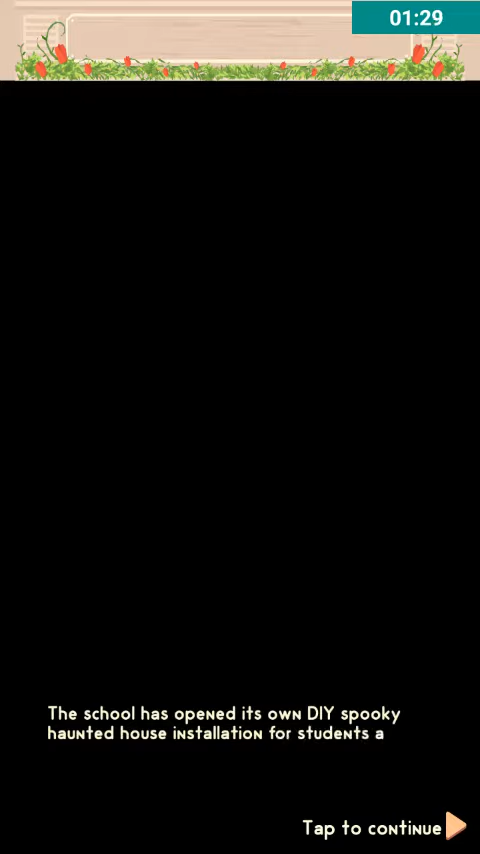 01:29
The school has opened its own DIY spooky
haunted house installation for students a
Tap to continue